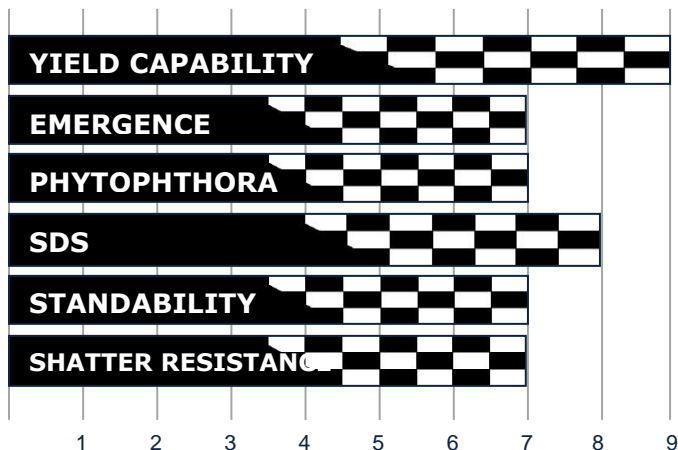 YIELD CAPABILITY
EMERGENCE
PHYTOPHTHORA
SDS
STANDABILITY
SHATTER RESISTANCE
1 2 3 4 5 6 7 8 9